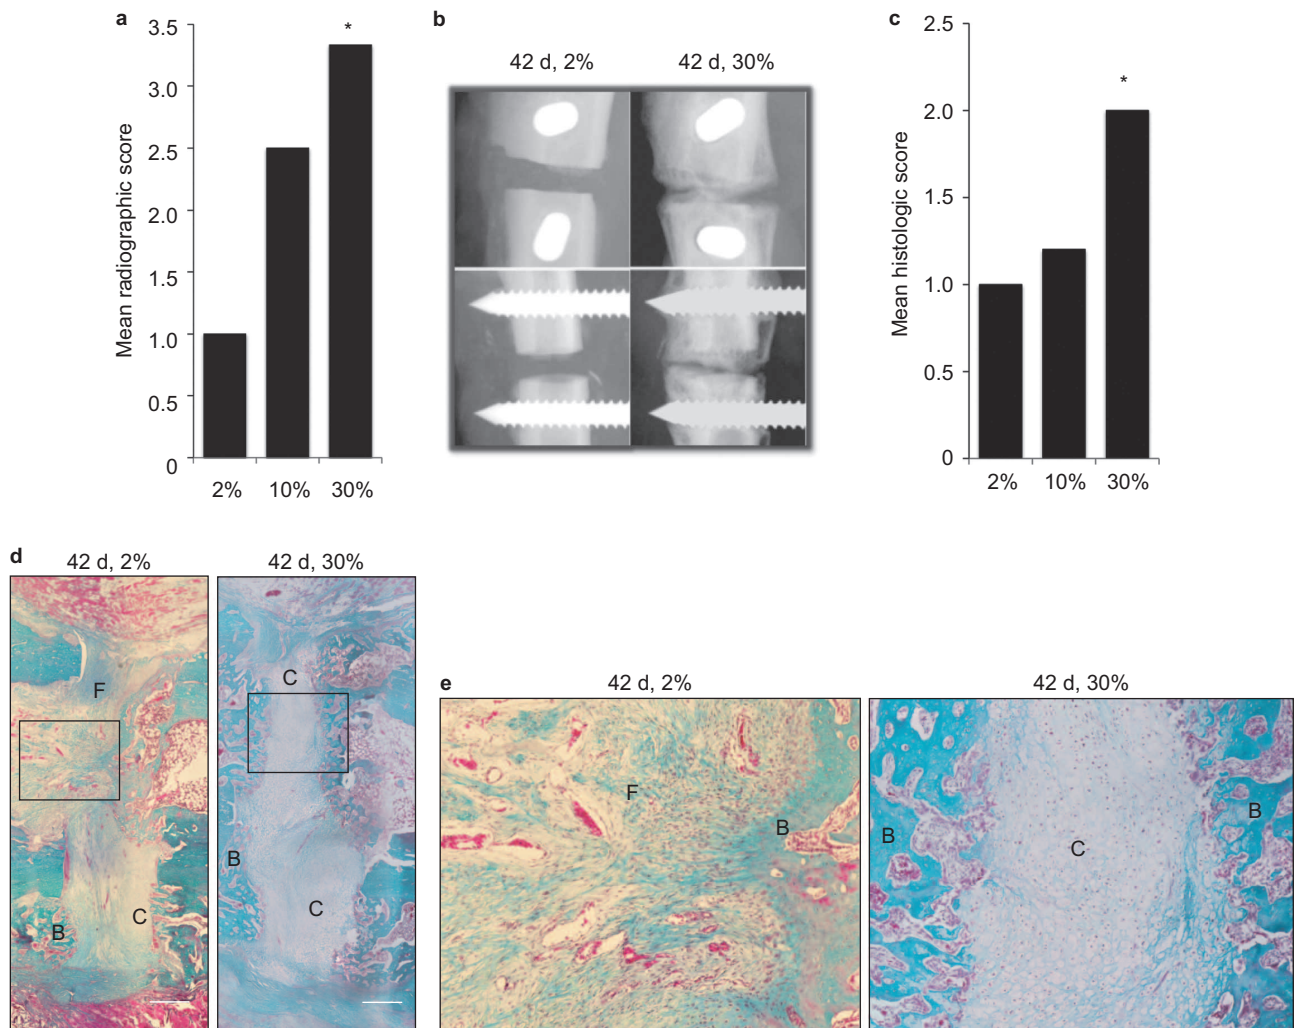 a
Mean radiographic score
3.5
3.0
2.5
2.0
1.5
1.0
0.5
0
*
2% 10% 30%
b
42 d, 2% 42 d, 30%
c
Mean histologic score
2.5
2.0
1.5
1.0
0.5
0
*
2% 10% 30%
d
42 d, 2% 42 d, 30%
F
B
C
C
B
C
e
42 d, 2% 42 d, 30%
F
B
B
C
B